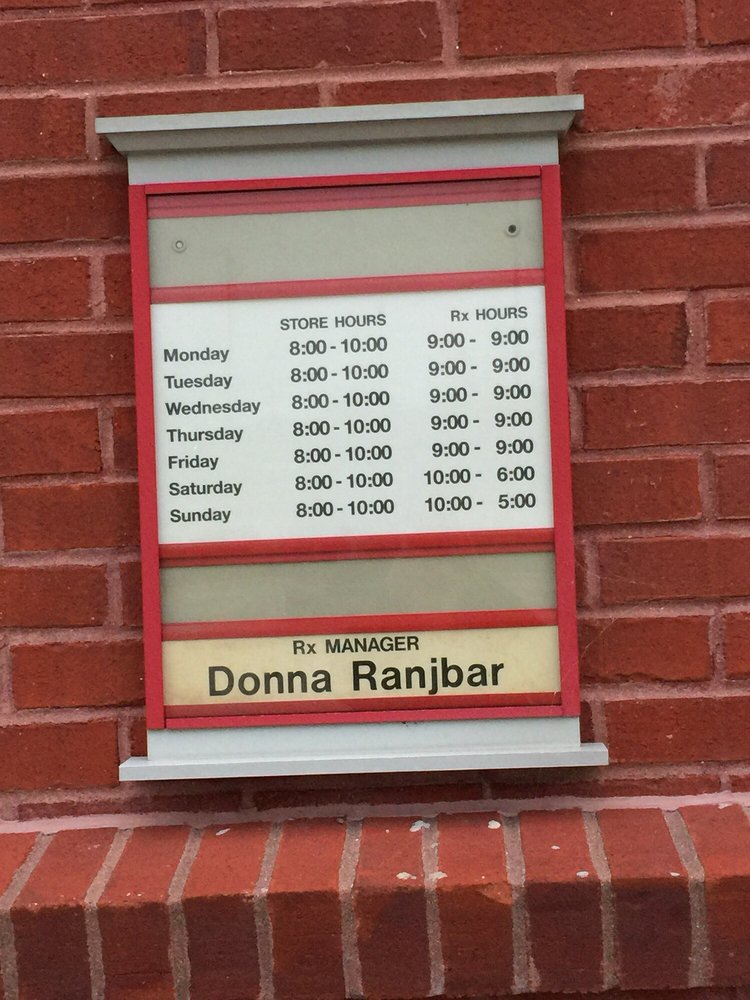 STORE HOURS Rx HOURS
Monday 8:00 - 10:00 9:00 - 9:00
Tuesday 8:00 - 10:00 9:00 - 9:00
Wednesday 8:00 - 10:00 9:00 - 9:00
Thursday 8:00 - 10:00 9:00 - 9:00
Friday 8:00 - 10:00 9:00 - 9:00
Saturday 8:00 - 10:00 10:00 - 6:00
Sunday 8:00 - 10:00 10:00 - 5:00
Rx MANAGER
Donna Ranjbar